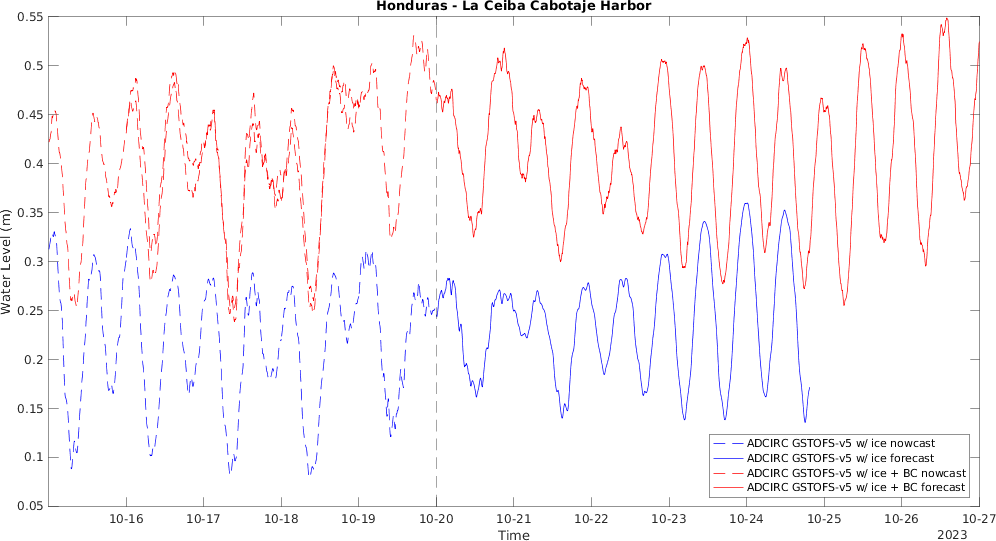 Honduras - La Ceiba Cabotaje Harbor
0.55
0.5
0.45
0.4
0.35
0.3
0.25
0.2
0.15
0.1
0.05
Water Level (m)
ADCIRC GSTOFS-v5 w/ ice nowcast
ADCIRC GSTOFS-v5 w/ ice forecast
ADCIRC GSTOFS-v5 w/ ice + BC nowcast
ADCIRC GSTOFS-v5 w/ ice + BC forecast
10-16 10-17 10-18 10-19 10-20 10-21 10-22 10-23 10-24 10-25 10-26 10-27
Time
2023